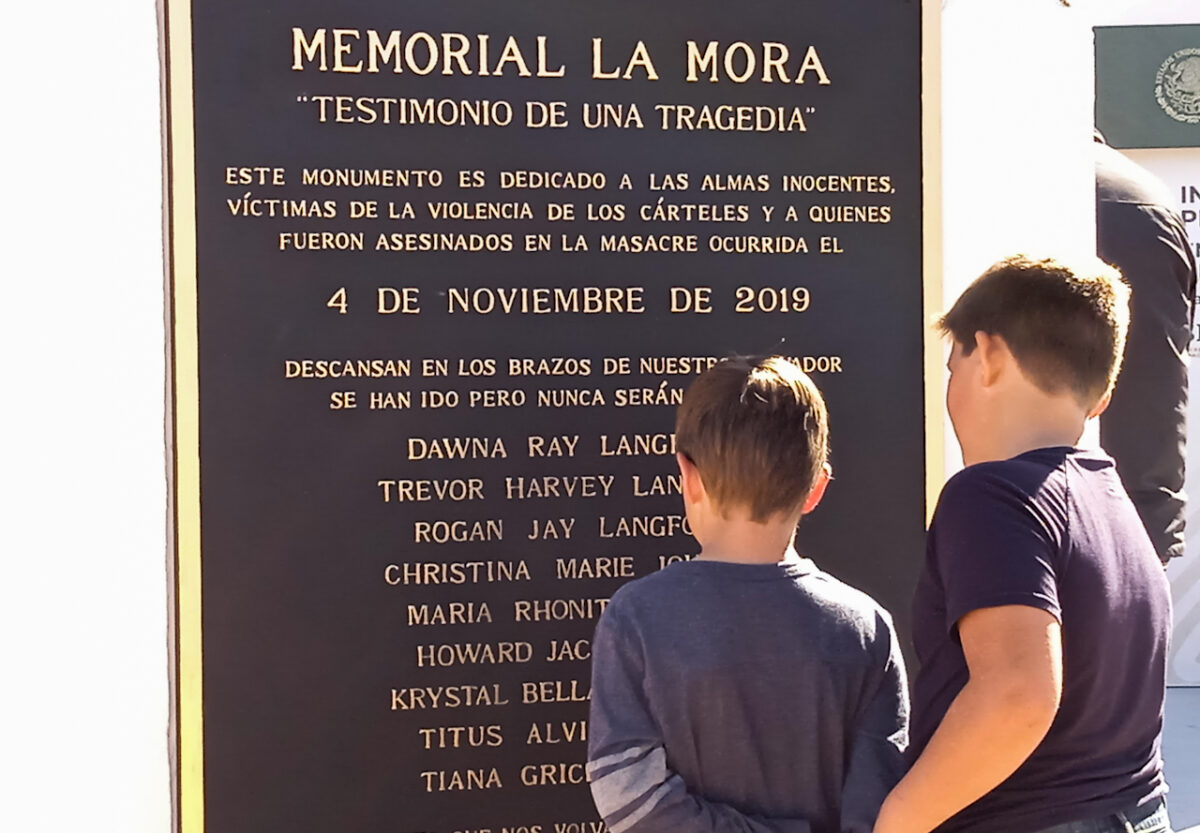 MEMORIAL LA MORA
"TESTIMONIO DE UNA TRAGEDIA"
ESTE MONUMENTO ES DEDICADO A LAS ALMAS INOCENTES,
VÍCTIMAS DE LA VIOLENCIA DE LOS CÁRTELES Y A QUIENES
FUERON ASESINADOS EN LA MASACRE OCURRIDA EL
4 DE NOVIEMBRE DE 2019
DESCANSAN EN LOS BRAZOS DE
SE HAN IDO PERO NUNCA SERÁN
DAWNA RAY
TREVOR HARVEY
ROGAN JAY
CHRISTINA MARIE
MARIA
HOWARD
KRYSTAL
TITUS
TIANA
NOS